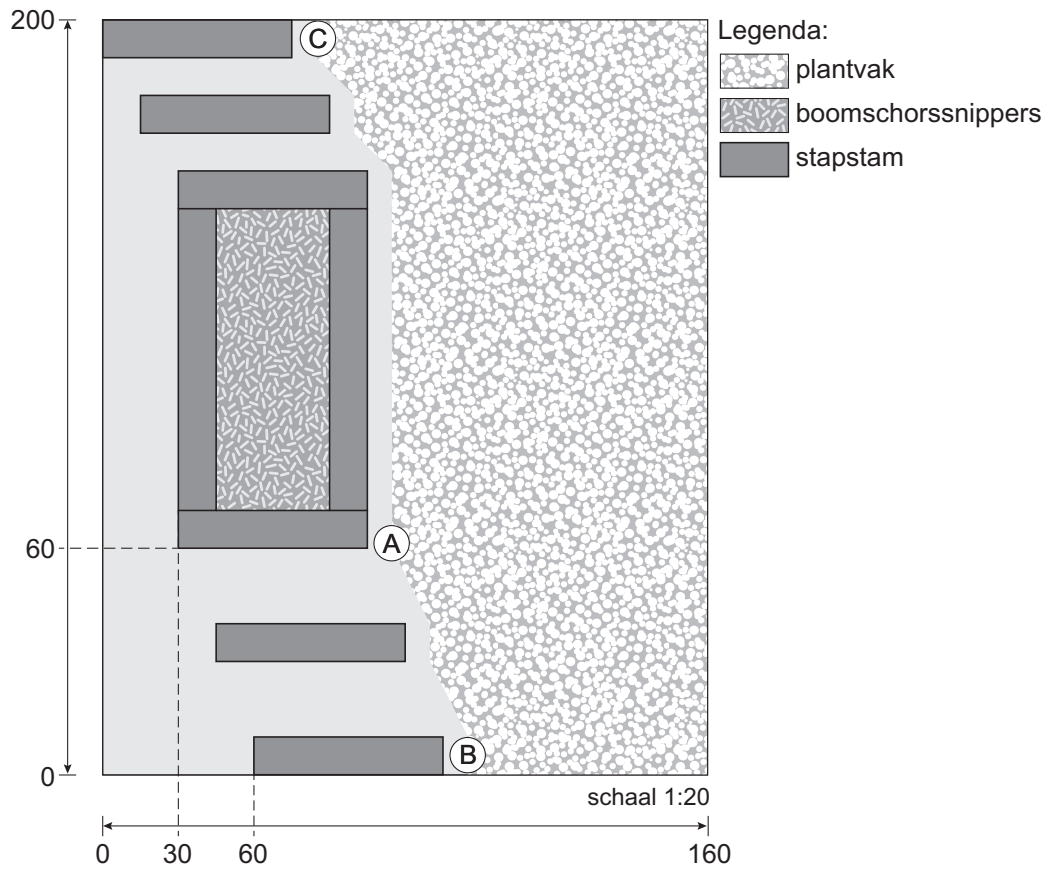 200
C
Legenda:
plantvak
boomschorssnippers
stapstam
60
A
B
0
schaal 1:20
0 30 60 160